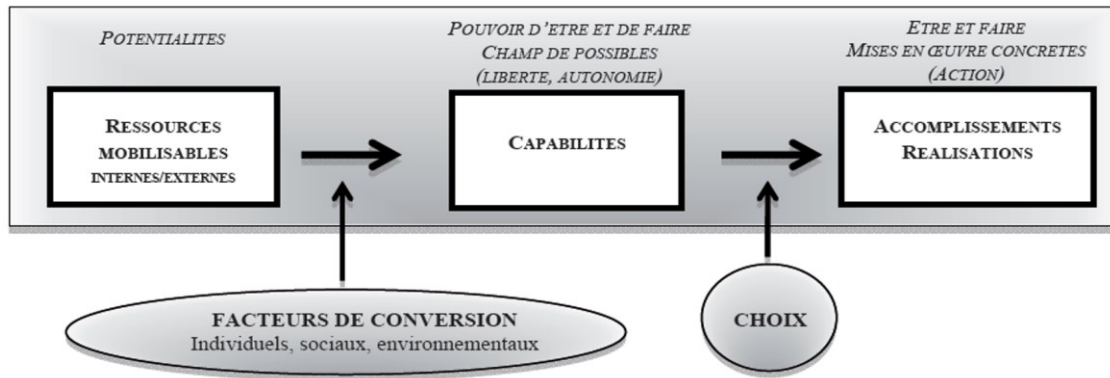 POTENTIALITES
POUVOIR D'ETRE ET DE FAIRE
CHAMP DE POSSIBLES
(LIBERTE, AUTONOMIE)
ETRE ET FAIRE
MISES EN ŒUVRE CONCRETES
(ACTION)
RESSOURCES
MOBILISABLES
INTERNES/EXTERNES
CAPABILITES
ACCOMPLISSEMENTS
REALISATIONS
FACTEURS DE CONVERSION
Individuels, sociaux, environnementaux
CHOIX